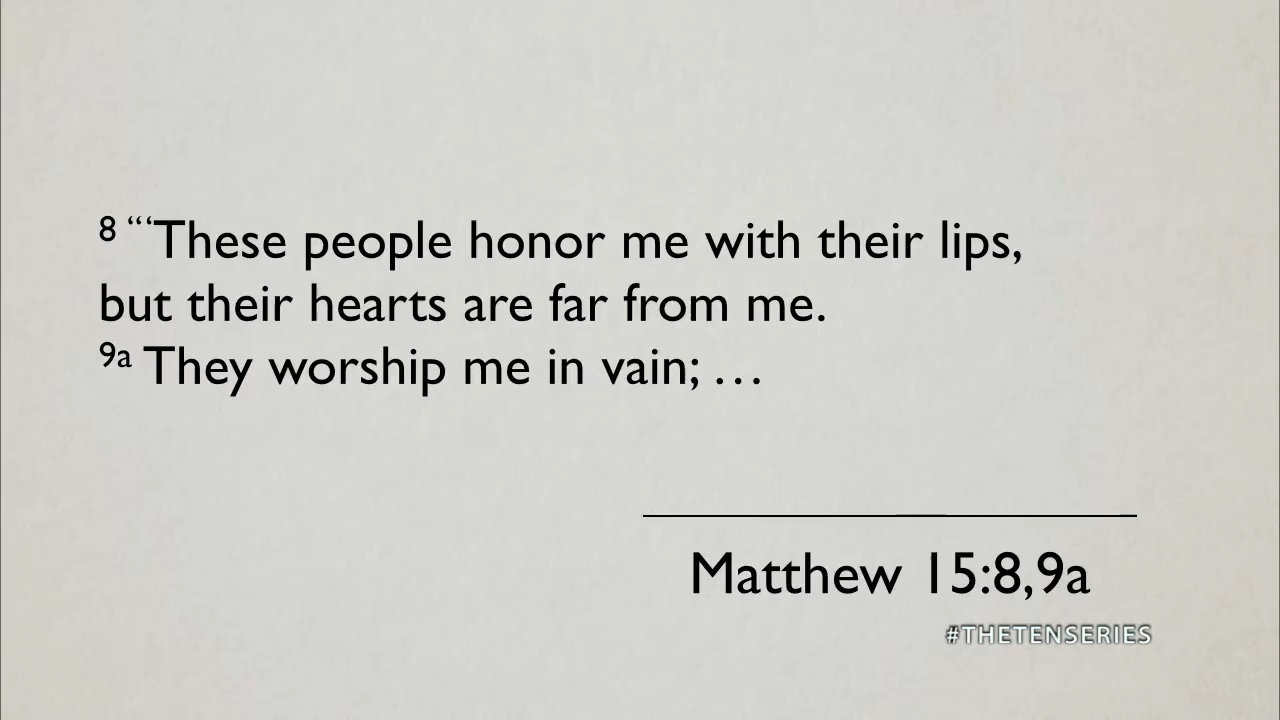 8 “‘These people honor me with their lips,
but their hearts are far from me.
9a They worship me in vain; …
Matthew 15:8,9a
#THETENSERIES